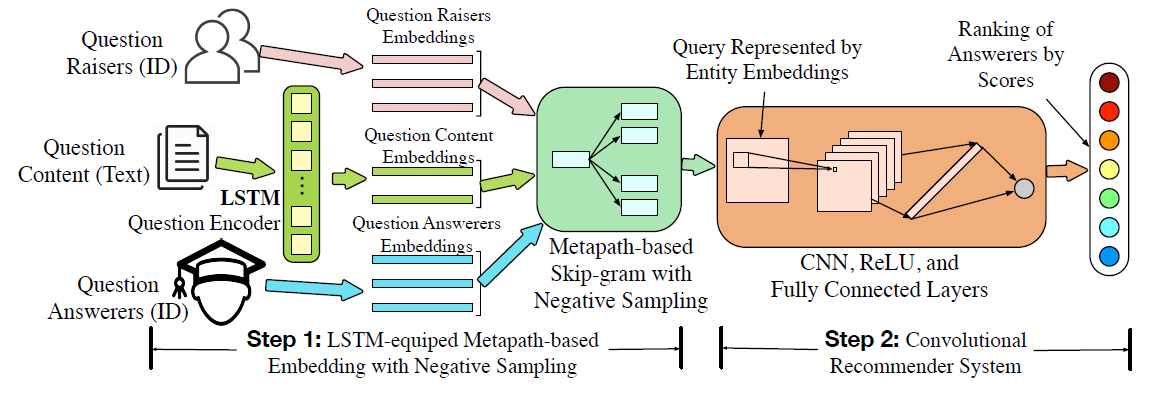 Question
Raisers (ID)
Question Raisers
Embeddings
Question
Content (Text)
LSTM
Question Encoder
Question Content
Embeddings
Question
Answerers (ID)
Question Answerers
Embeddings
Metapath-based
Skip-gram with
Negative Sampling
Query Represented by
Entity Embeddings
CNN, ReLU, and
Fully Connected Layers
Ranking of
Answerers by
Scores
Step 1: LSTM-equiped Metapath-based
Embedding with Negative Sampling
Step 2: Convolutional
Recommender System